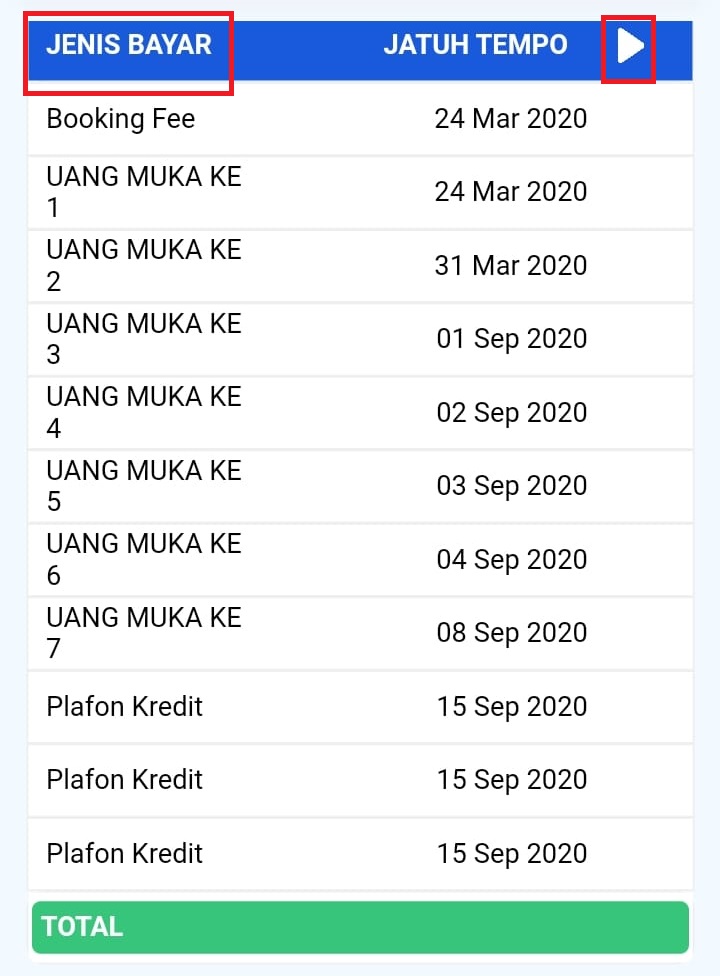 JENIS BAYAR JATUH TEMPO
Booking Fee 24 Mar 2020
UANG MUKA KE
1 24 Mar 2020
UANG MUKA KE
2 31 Mar 2020
UANG MUKA KE
3 01 Sep 2020
UANG MUKA KE
4 02 Sep 2020
UANG MUKA KE
5 03 Sep 2020
UANG MUKA KE
6 04 Sep 2020
UANG MUKA KE
7 08 Sep 2020
Plafon Kredit 15 Sep 2020
Plafon Kredit 15 Sep 2020
Plafon Kredit 15 Sep 2020
TOTAL